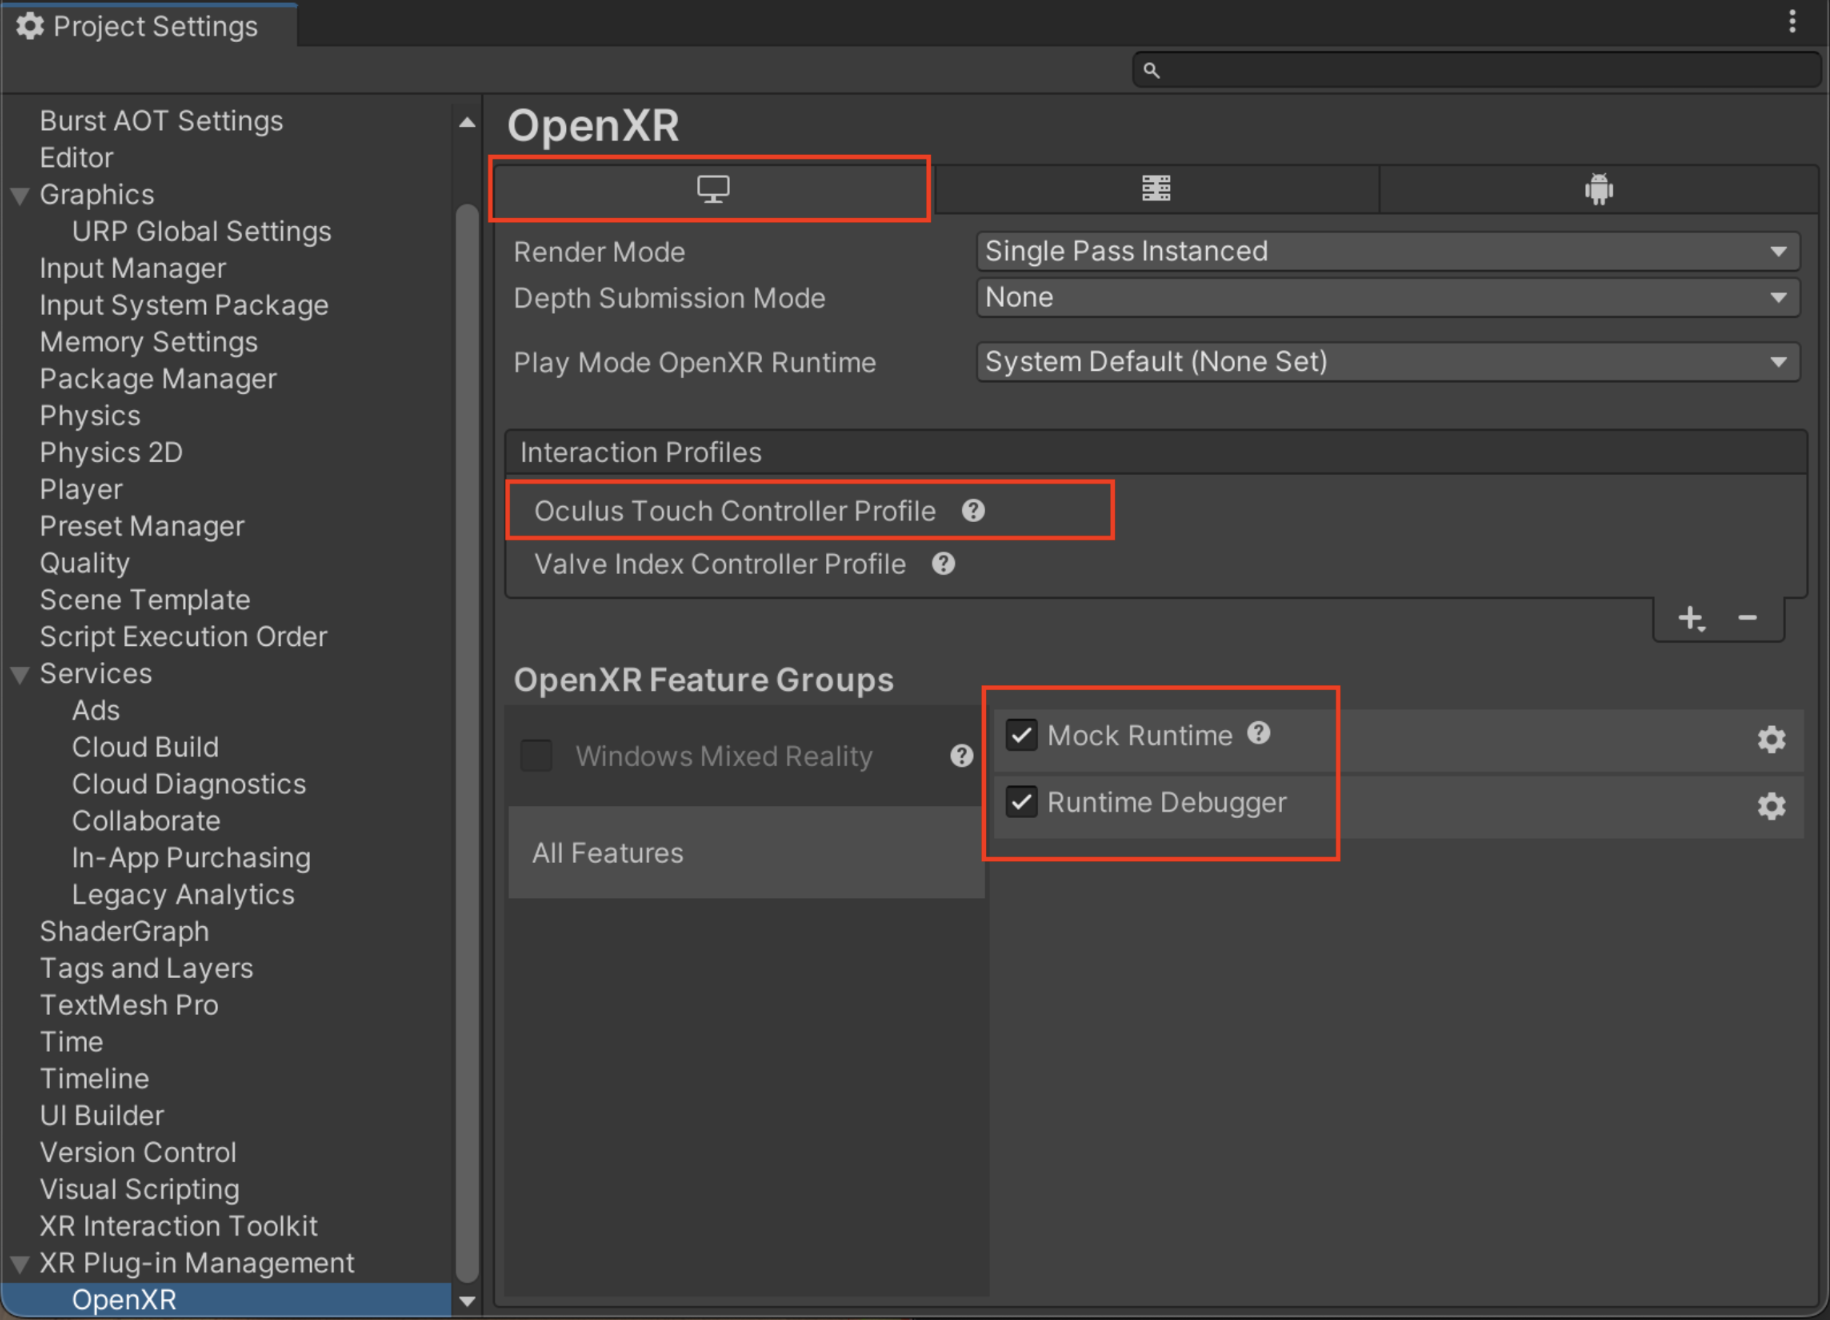 Project Settings
Burst AOT Settings
Editor
Graphics
URP Global Settings
Input Manager
Input System Package
Memory Settings
Package Manager
Physics
Physics 2D
Player
Preset Manager
Quality
Scene Template
Script Execution Order
Services
Ads
Cloud Build
Cloud Diagnostics
Collaborate
In-App Purchasing
Legacy Analytics
ShaderGraph
Tags and Layers
TextMesh Pro
Time
Timeline
UI Builder
Version Control
Visual Scripting
XR Interaction Toolkit
XR Plug-in Management
OpenXR
OpenXR
Render Mode Single Pass Instanced
Depth Submission Mode None
Play Mode OpenXR Runtime System Default (None Set)
Interaction Profiles
Oculus Touch Controller Profile ?
Valve Index Controller Profile ?
OpenXR Feature Groups
Windows Mixed Reality ?
All Features
Mock Runtime ?
Runtime Debugger